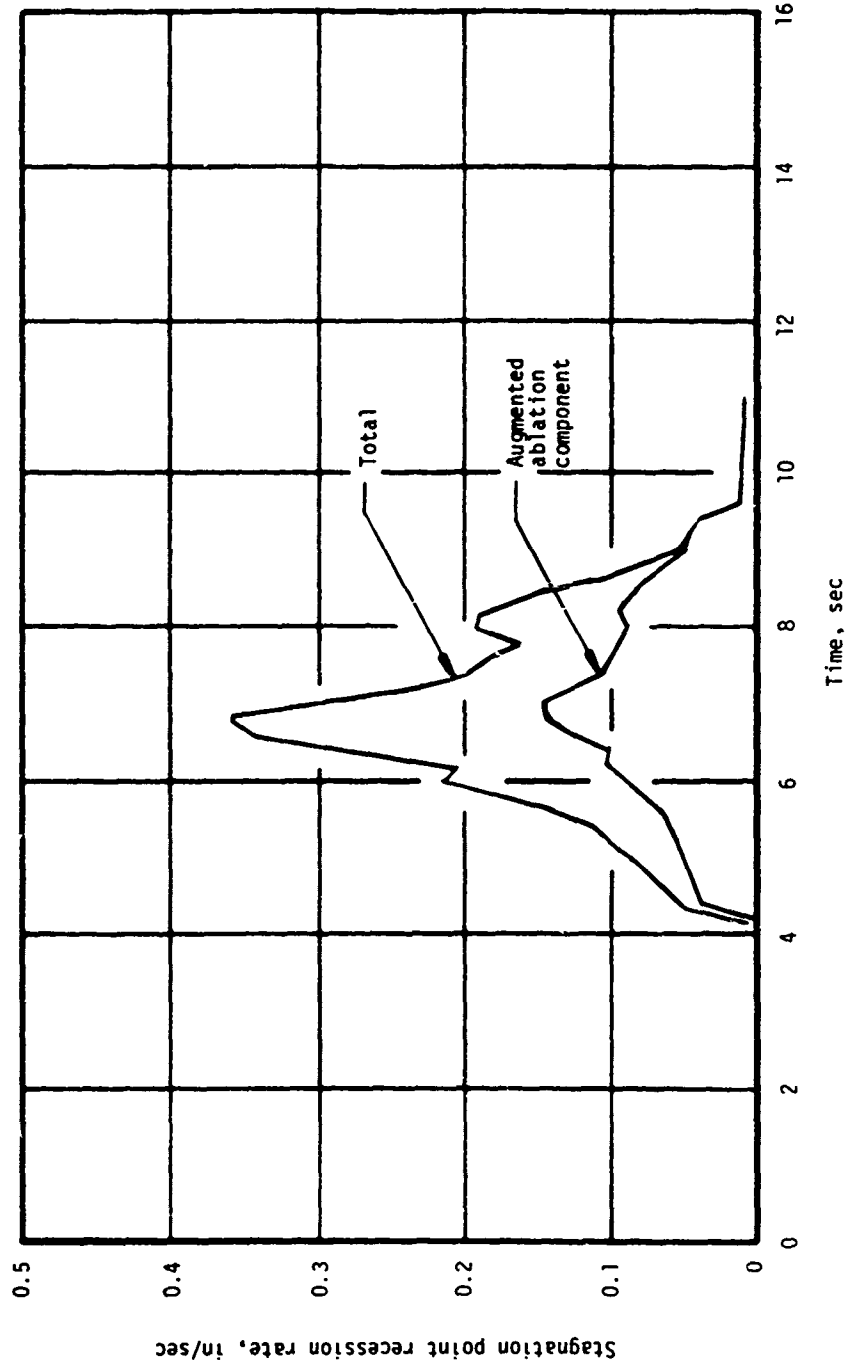 Stagnation point recession rate, in/sec
0.5
0.4
0.3
0.2
0.1
0
Total
Augmented
ablation
component
0
2
4
6
8
10
12
14
16
Time, sec